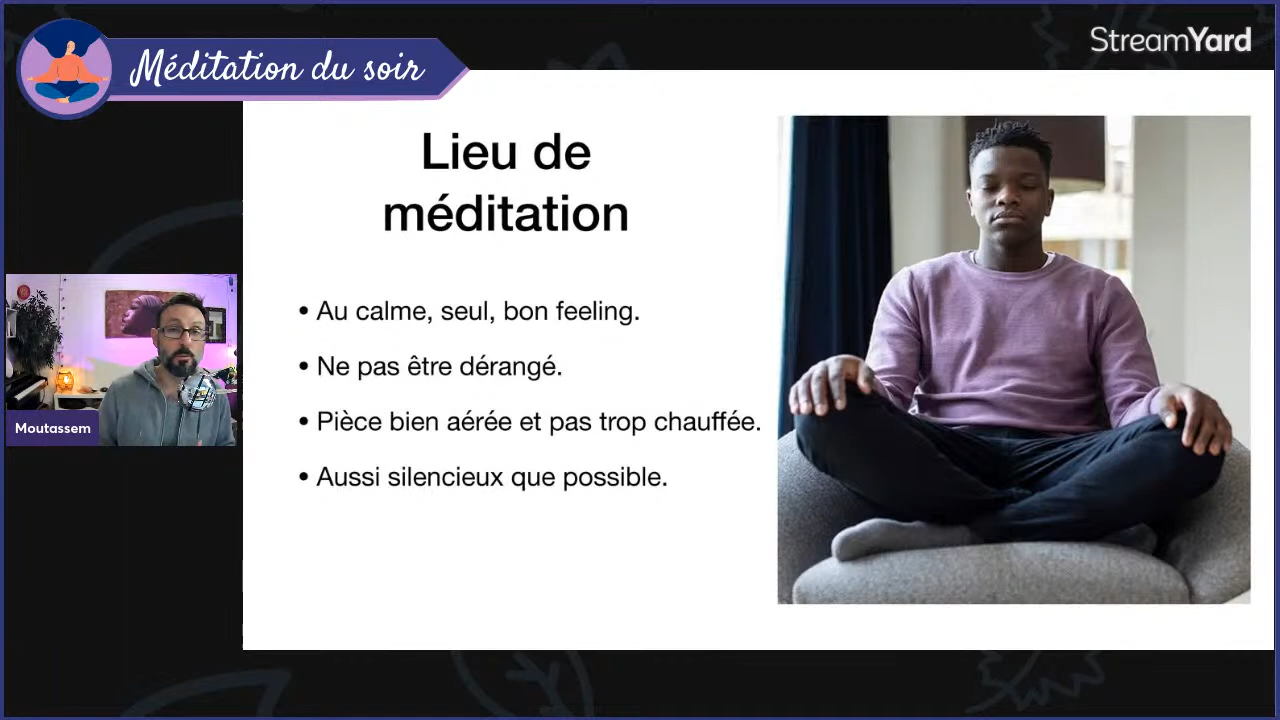 Méditation du soir
StreamYard
Lieu de
méditation
• Au calme, seul, bon feeling.
• Ne pas être dérangé.
• Pièce bien aérée et pas trop chauffée.
• Aussi silencieux que possible.
Moutassem